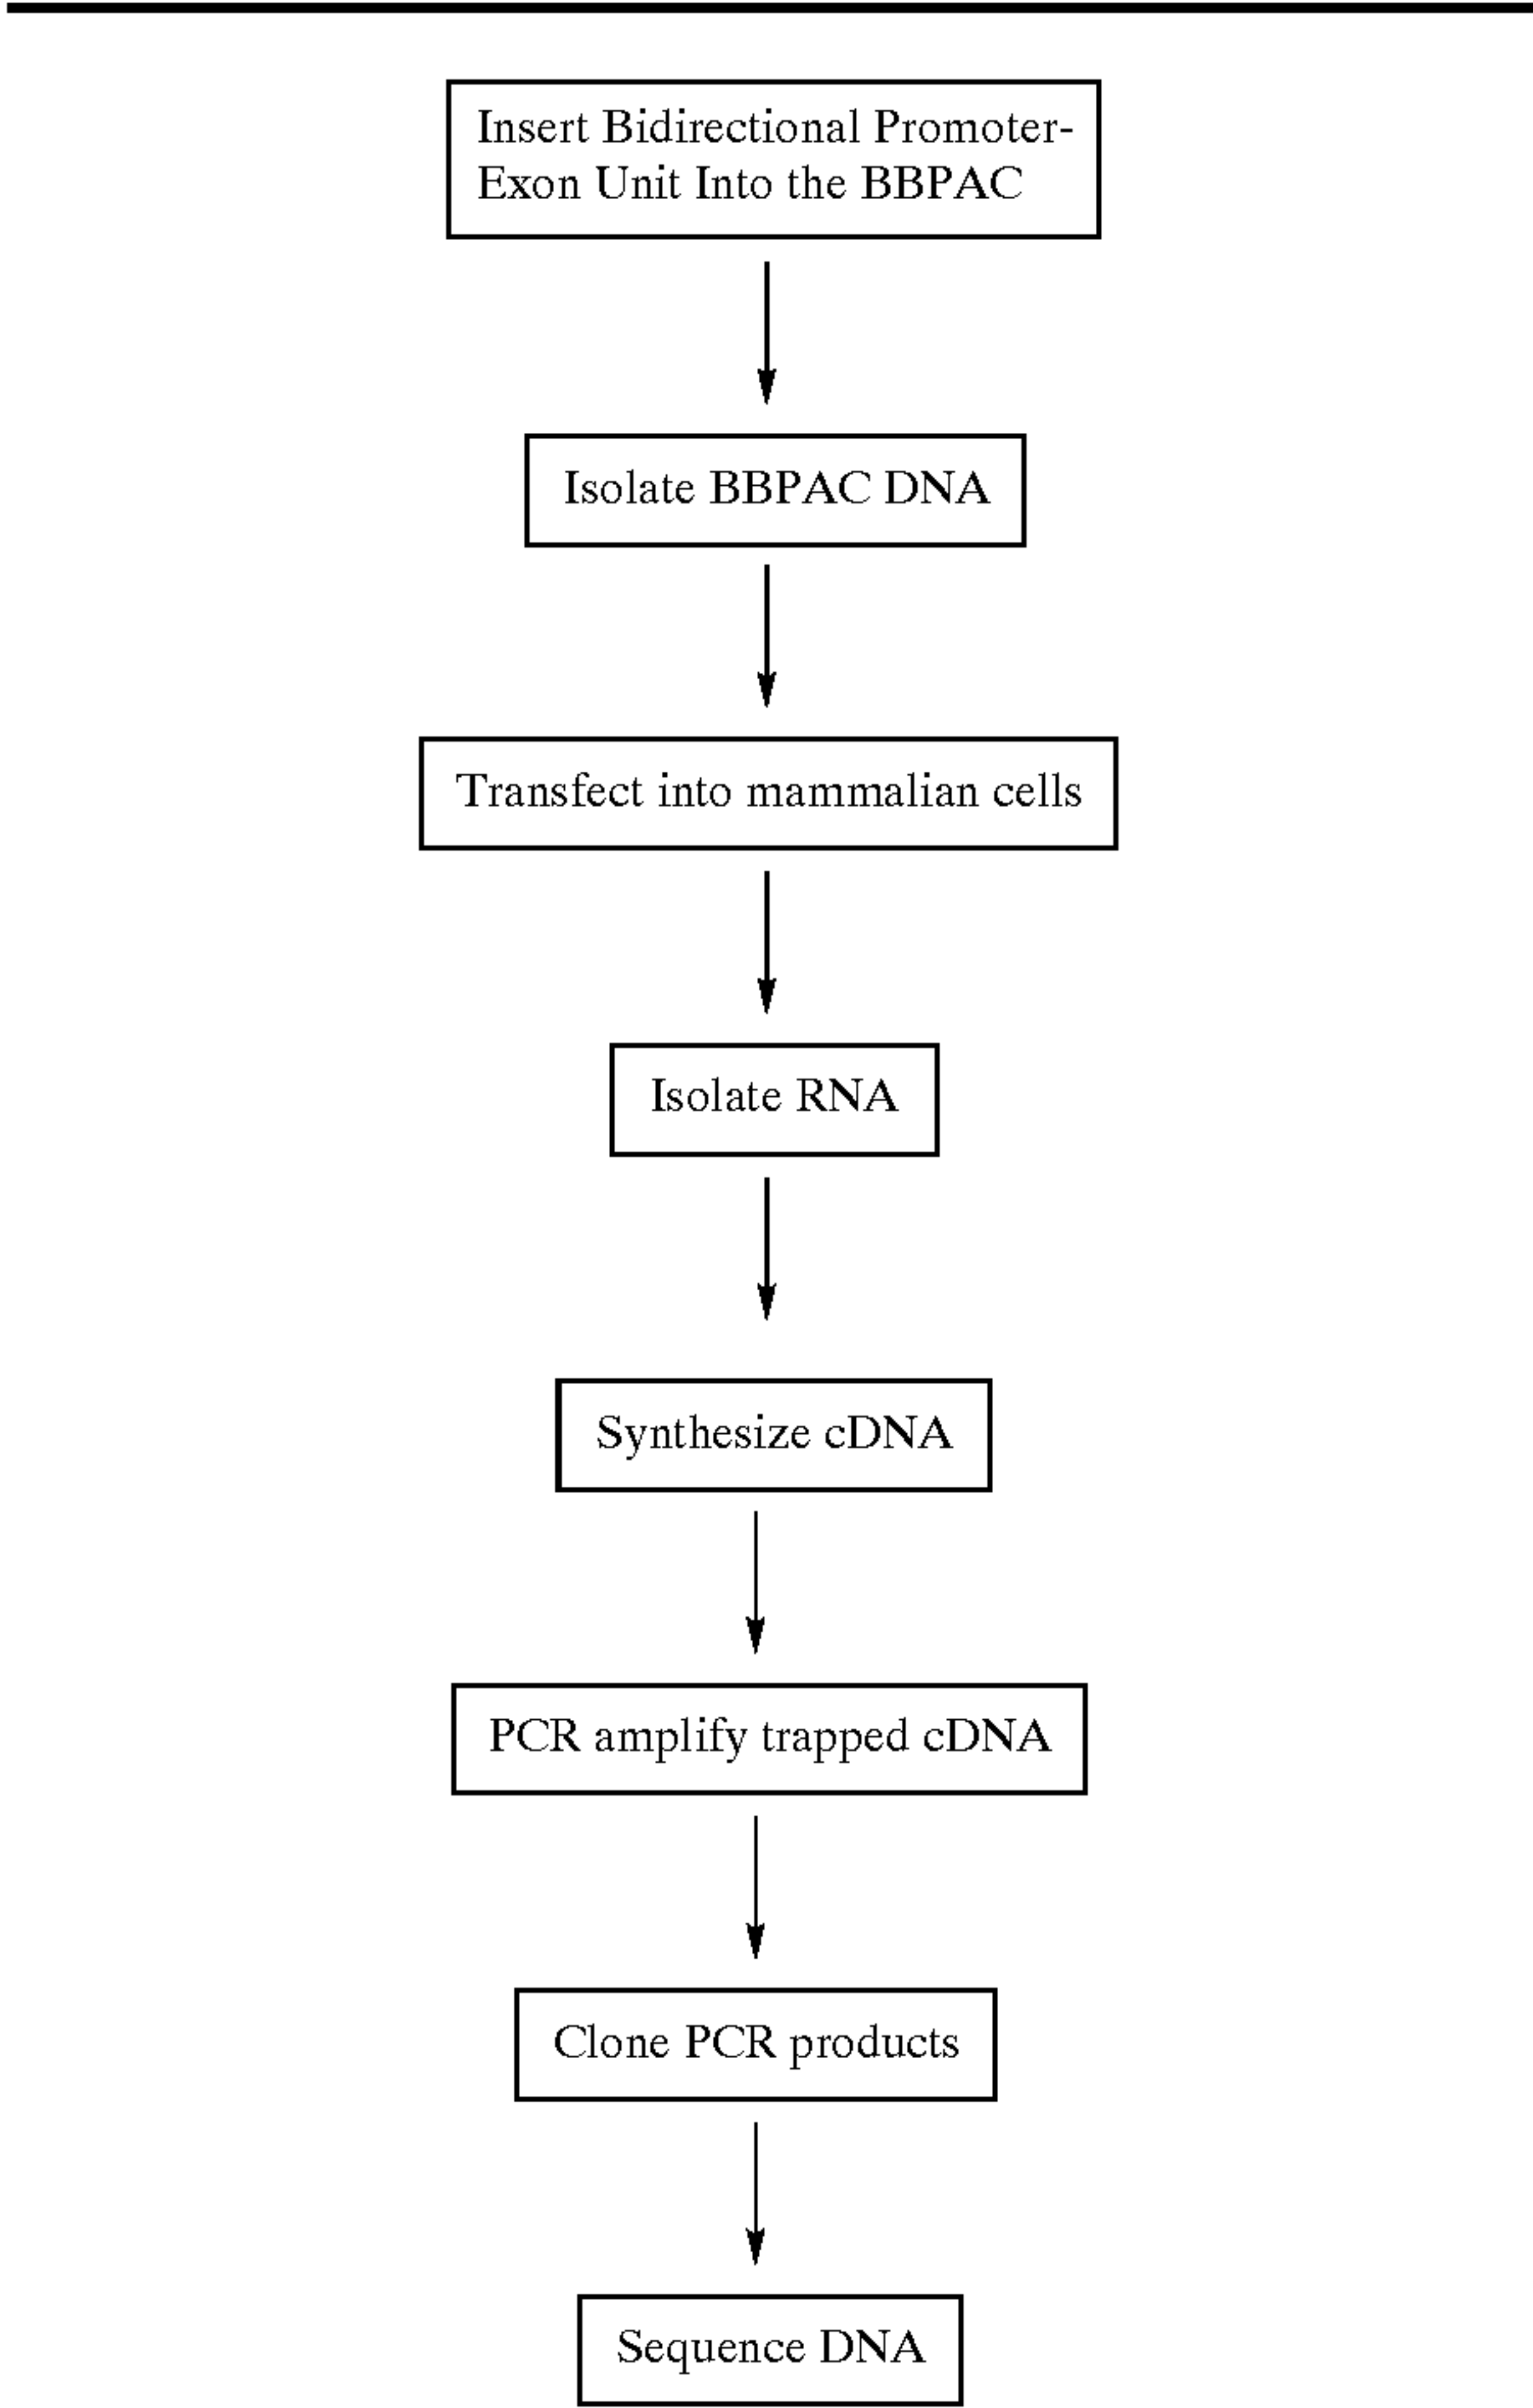 Insert Bidirectional Promoter-
Exon Unit Into the BBPAC
Isolate BBPAC DNA
Transfect into mammalian cells
Isolate RNA
Synthesize cDNA
PCR amplify trapped cDNA
Clone PCR products
Sequence DNA